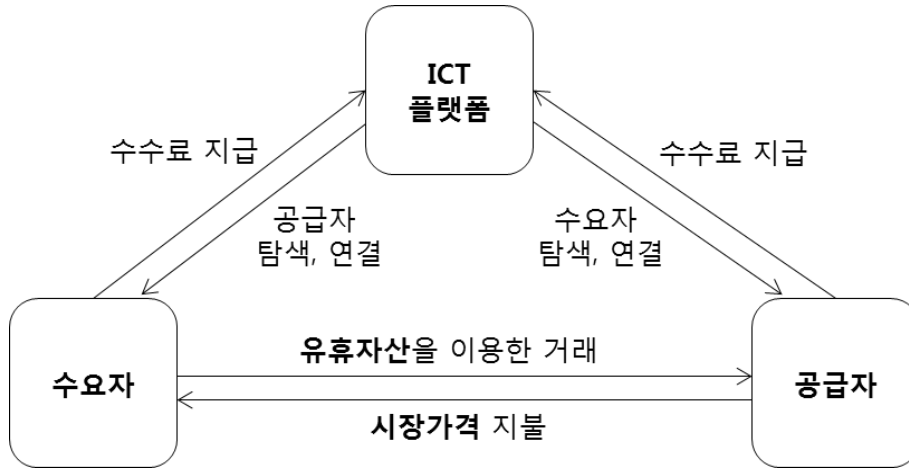 ICT
플랫폼
수수료 지급
수수료 지급
공급자
탐색, 연결
수요자
탐색, 연결
수요자
유휴자산을 이용한 거래
시장가격 지불
공급자